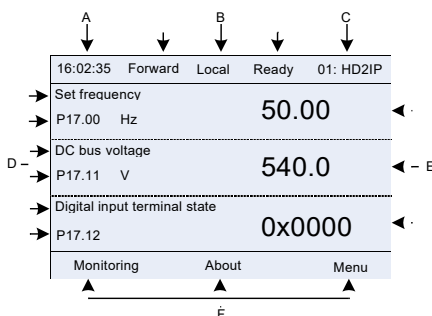 A B C
16:02:35 Forward Local Ready 01: HD2IP
Set frequency
P17.00 Hz 50.00
DC bus voltage
D P17.11 V 540.0 E
Digital input terminal state
P17.12 0x0000
Monitoring About Menu
F